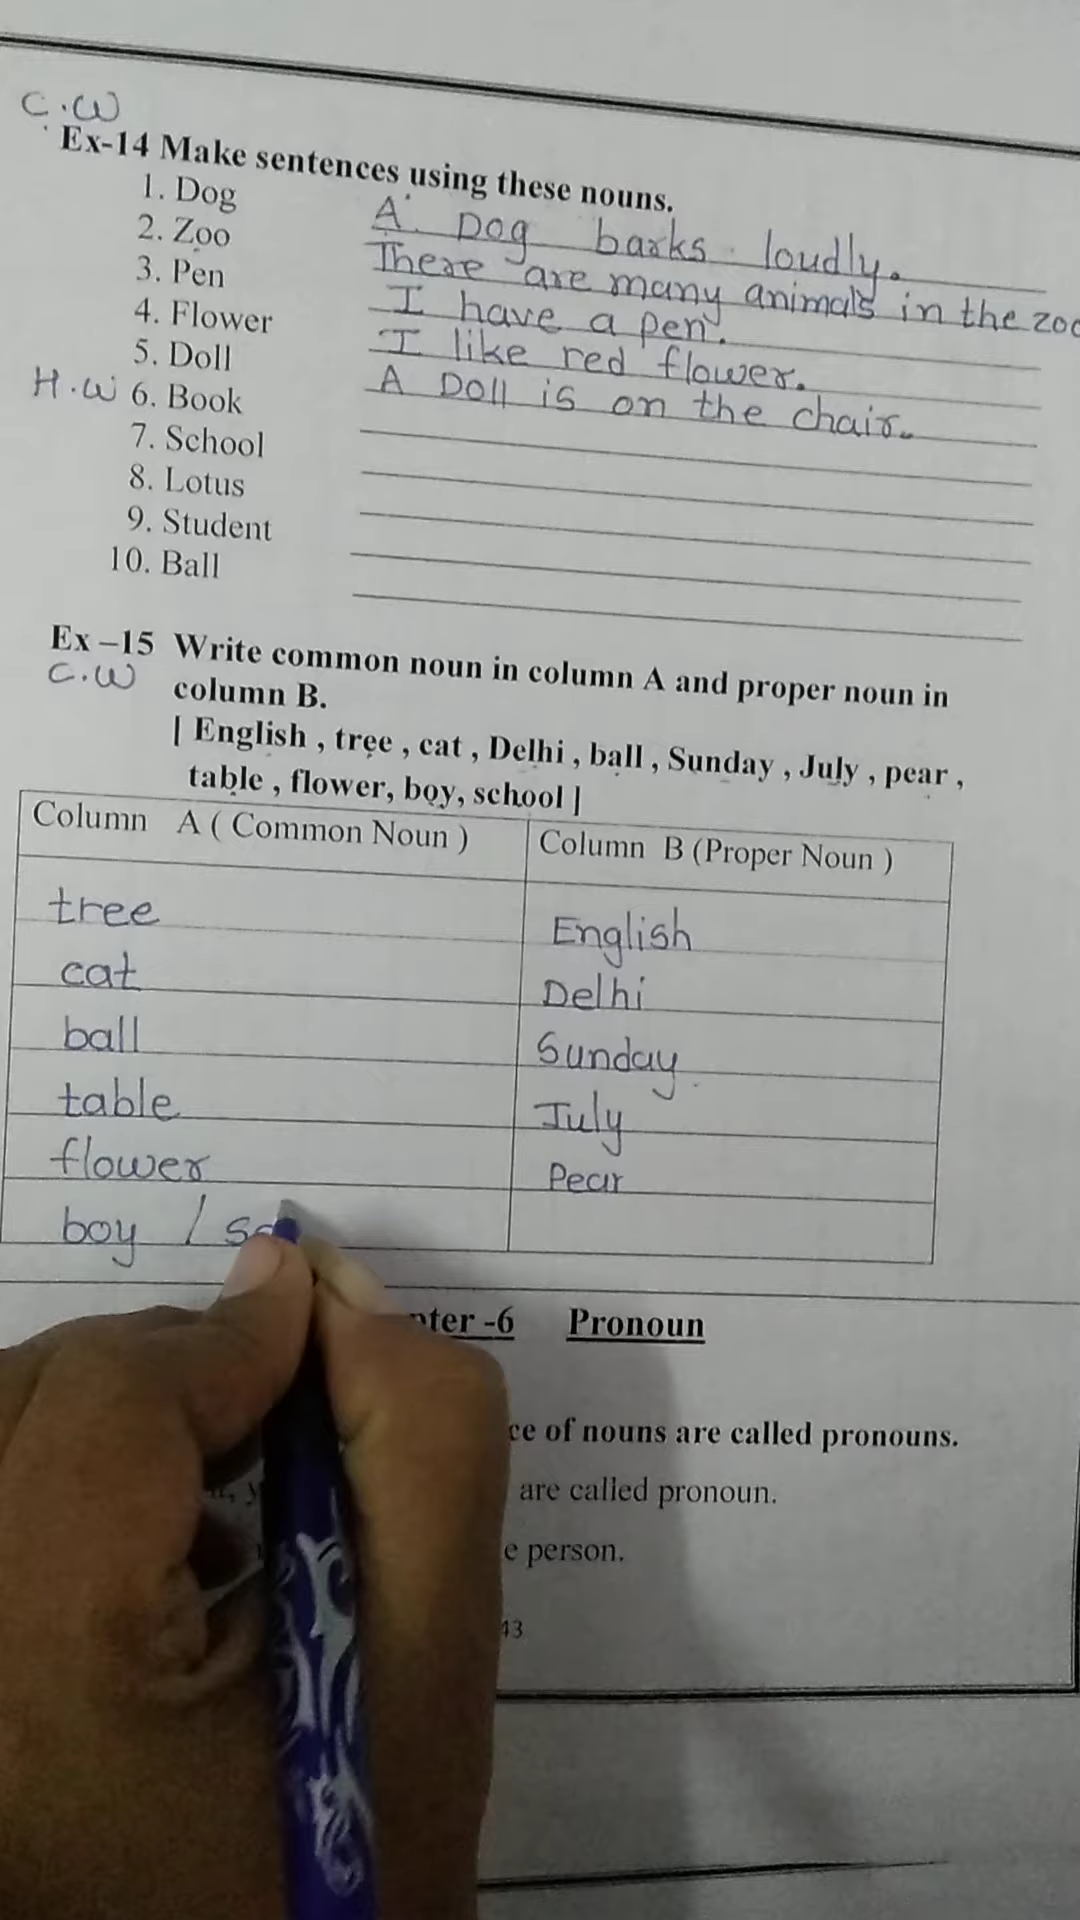 C.W
Ex-14 Make sentences using these nouns.
1. Dog A Dog barks loudly.
2. Zoo There are many animals in the zoo
3. Pen I have a pen.
4. Flower I like red flower.
5. Doll A Doll is on the chair.
H.W 6. Book
7. School
8. Lotus
9. Student
10. Ball
Ex –15 Write common noun in column A and proper noun in
C.W column B.
[ English , tree , cat , Delhi , ball , Sunday , July , pear ,
table , flower, boy, school ]
Column A ( Common Noun ) Column B (Proper Noun )
tree English
cat Delhi
ball Sunday
table July
flower Pear
boy /
-6 Pronoun
of nouns are called pronouns.
are called pronoun.
person.